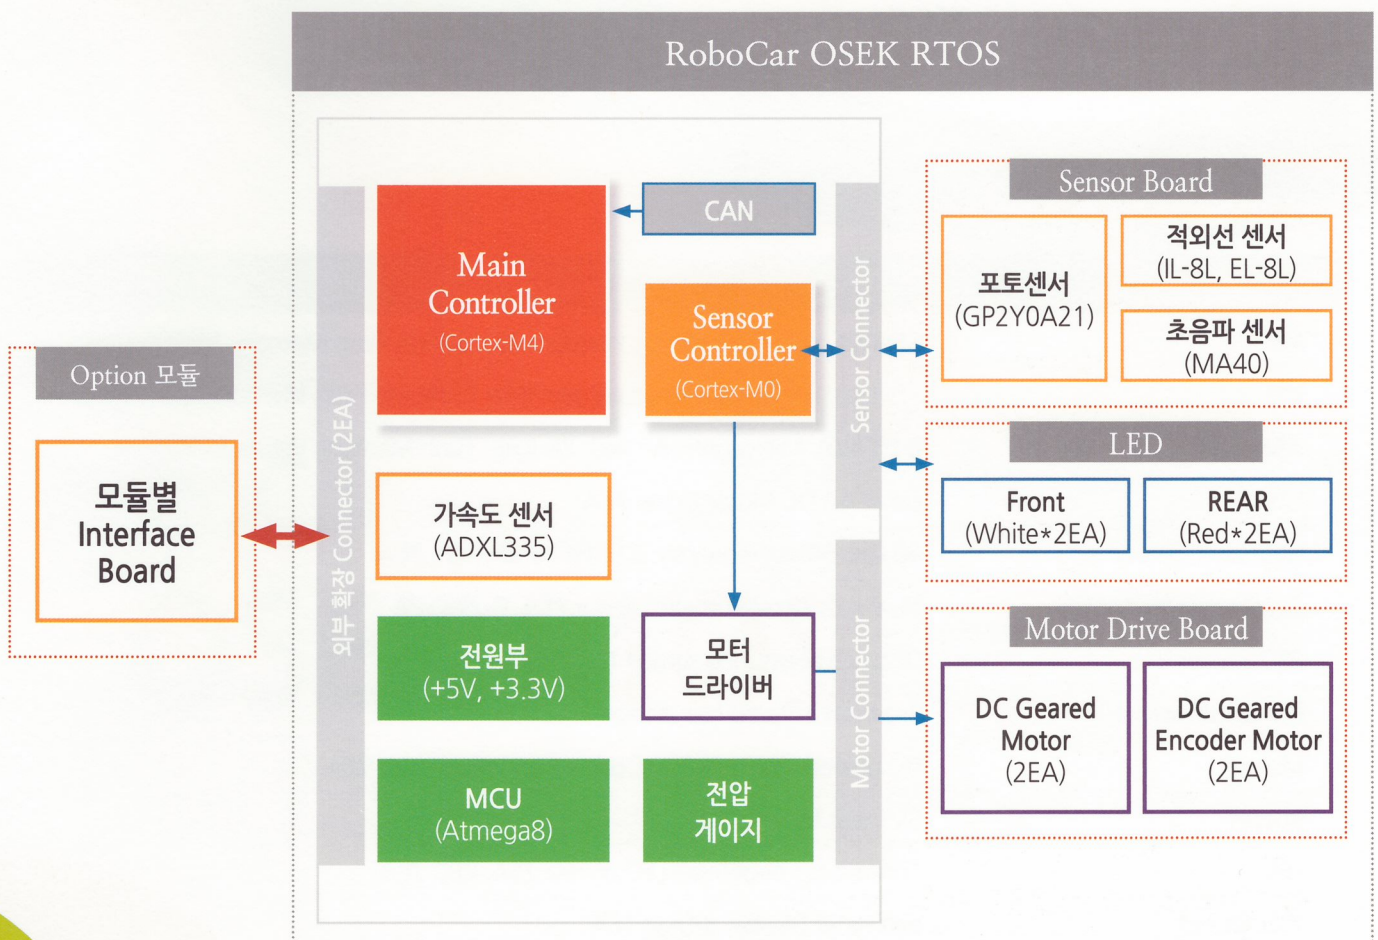 RoboCar OSEK RTOS
Option 모듈
모듈별
Interface
Board
외부 확장 Connector (2EA)
Main
Controller
(Cortex-M4)
CAN
Sensor
Controller
(Cortex-M0)
가속도 센서
(ADXL335)
전원부
(+5V, +3.3V)
모터
드라이버
MCU
(Atmega8)
전압
게이지
Sensor Connector
Motor Connector
Sensor Board
포토센서
(GP2Y0A21)
적외선 센서
(IL-8L, EL-8L)
초음파 센서
(MA40)
LED
Front
(White*2EA)
REAR
(Red*2EA)
Motor Drive Board
DC Geared
Motor
(2EA)
DC Geared
Encoder Motor
(2EA)